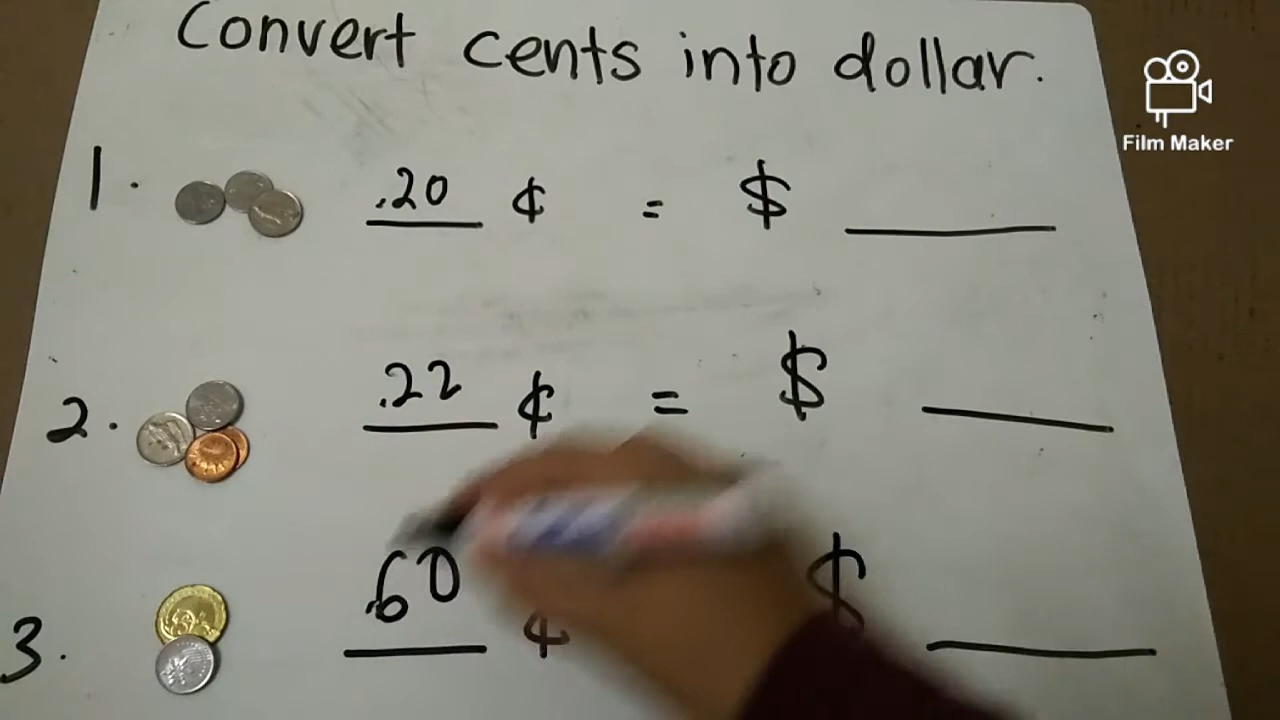 Convert cents into dollar.
Film Maker
1. .20 ¢ = $
2. .22 ¢ = $
3. .60 ¢ $